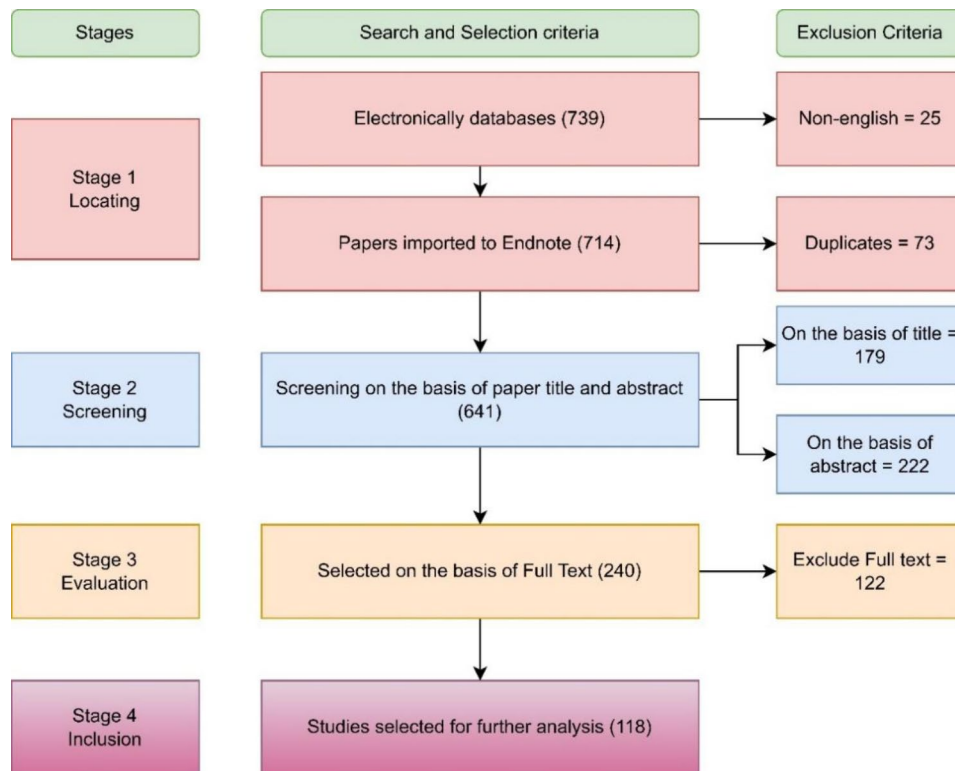 Stages
Search and Selection criteria
Exclusion Criteria
Stage 1
Locating
Electronically databases (739)
Non-english = 25
Papers imported to Endnote (714)
Duplicates = 73
Stage 2
Screening
Screening on the basis of paper title and abstract
(641)
On the basis of title =
179
On the basis of
abstract = 222
Stage 3
Evaluation
Selected on the basis of Full Text (240)
Exclude Full text =
122
Stage 4
Inclusion
Studies selected for further analysis (118)